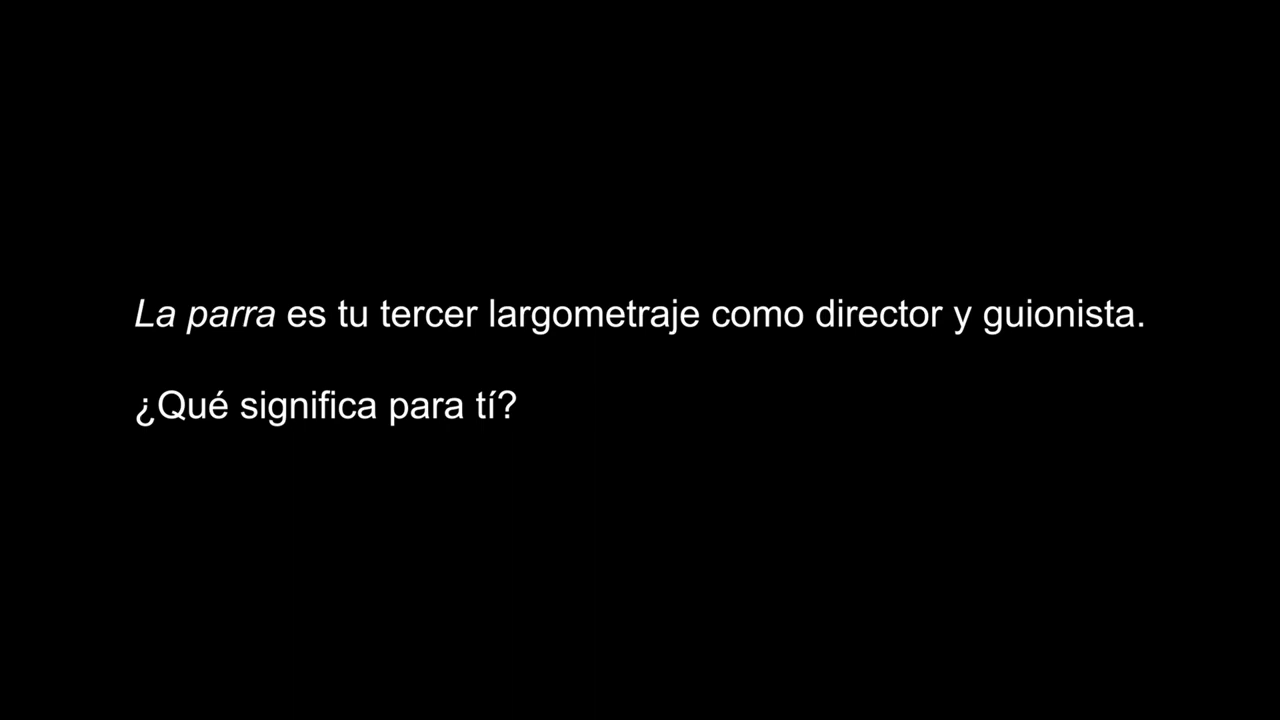 La parra es tu tercer largometraje como director y guionista.
¿Qué significa para tí?